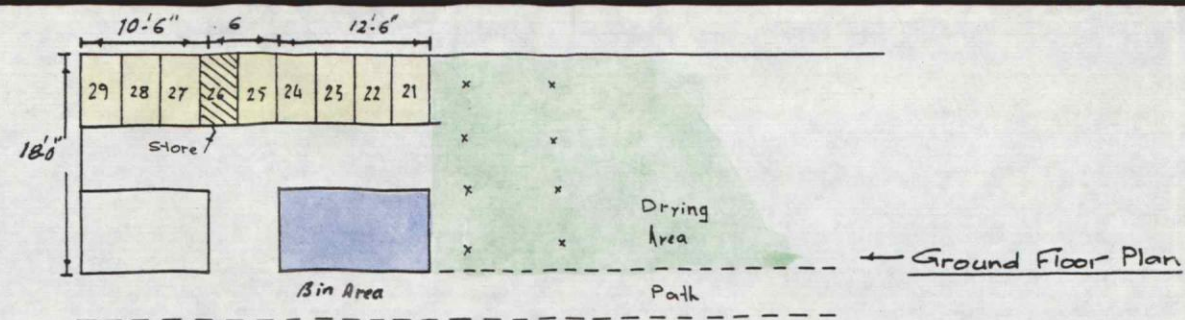 10'-6" 6 12'-6"
29 28 27 26 25 24 23 22 21
18'-0"
Store
Drying
Area
← Ground Floor Plan
Bin Area
Path